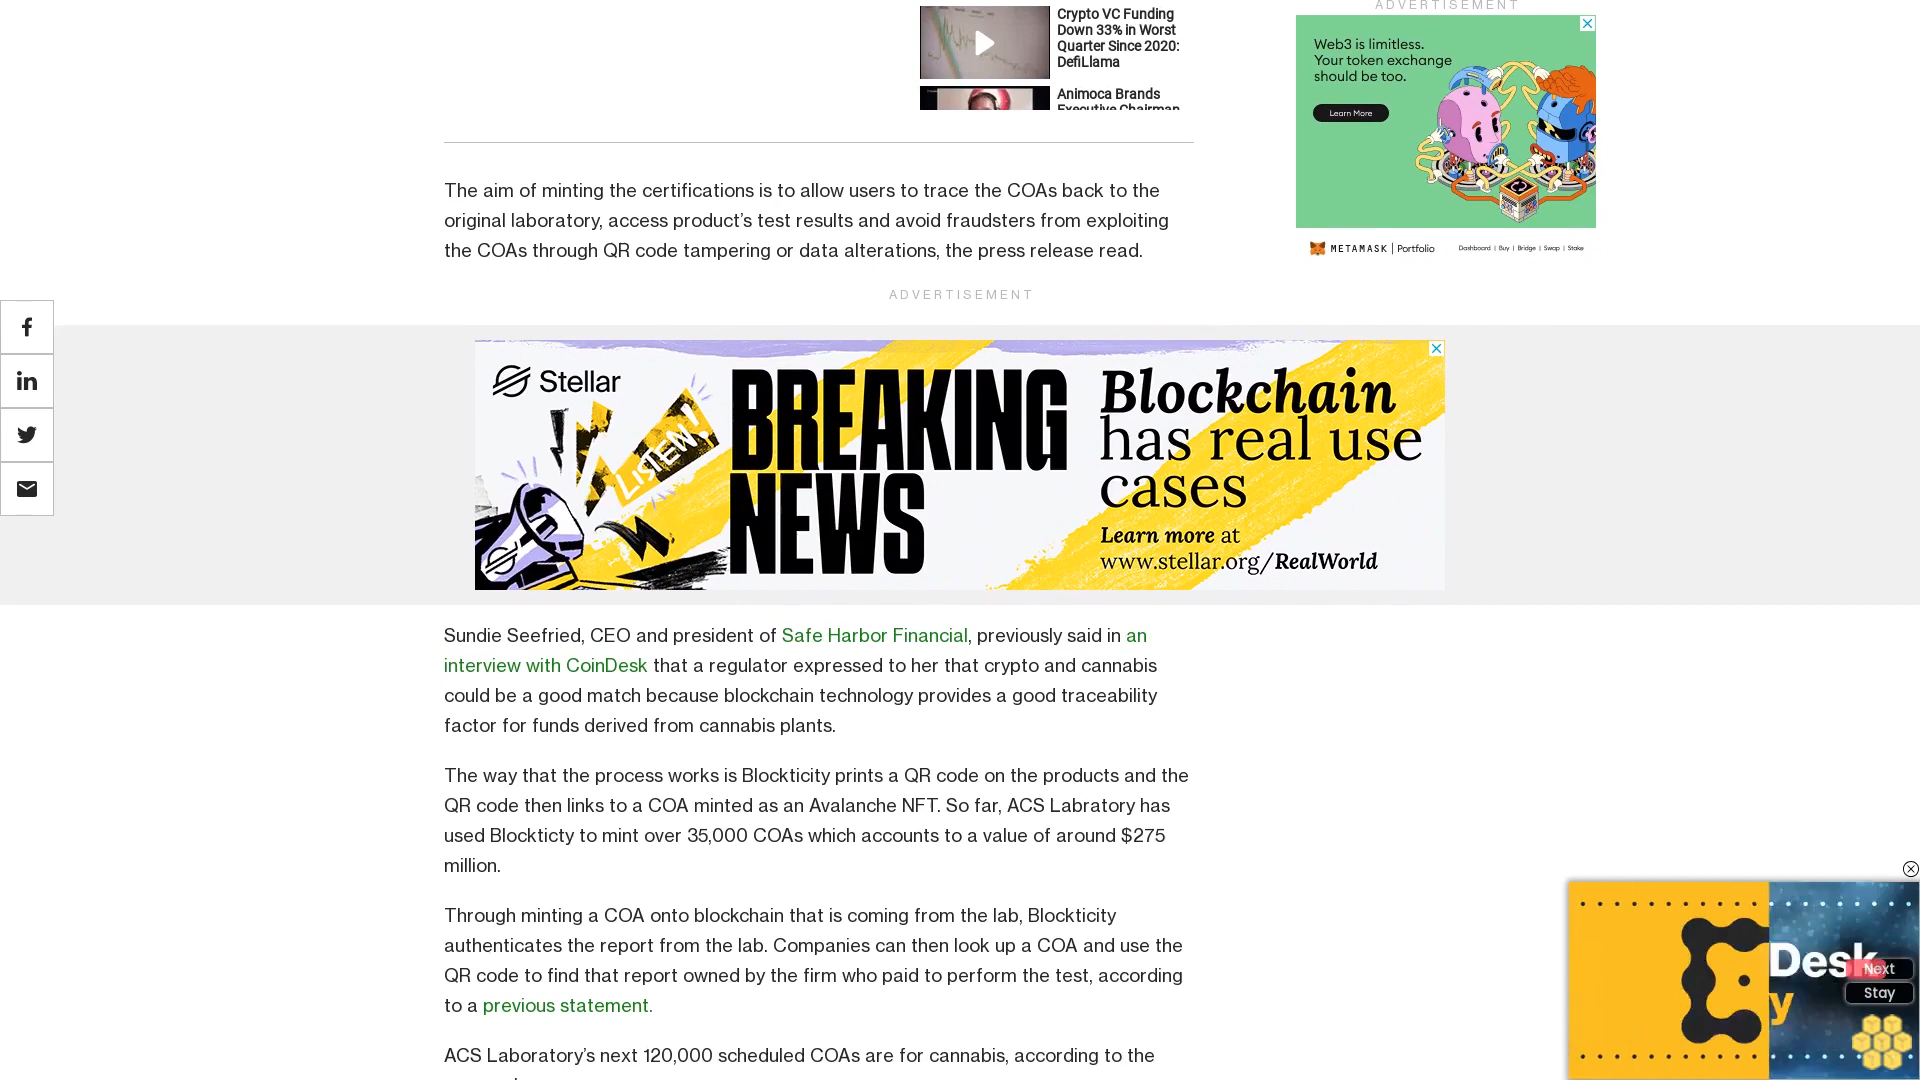 Crypto VC Funding
Down 33% in Worst
Quarter Since 2020:
DefiLlama
Animoca Brands
Executive Chairman
ADVERTISEMENT
Web3 is limitless.
Your token exchange
should be too.
Learn More
METAMASK | Portfolio
Dashboard | Buy | Bridge | Swap | Stake
The aim of minting the certifications is to allow users to trace the COAs back to the
original laboratory, access product’s test results and avoid fraudsters from exploiting
the COAs through QR code tampering or data alterations, the press release read.
ADVERTISEMENT
Stellar
LISTEN!
BREAKING
NEWS
Blockchain
has real use
cases
Learn more at
www.stellar.org/RealWorld
Sundie Seefried, CEO and president of Safe Harbor Financial, previously said in an
interview with CoinDesk that a regulator expressed to her that crypto and cannabis
could be a good match because blockchain technology provides a good traceability
factor for funds derived from cannabis plants.
The way that the process works is Blockticity prints a QR code on the products and the
QR code then links to a COA minted as an Avalanche NFT. So far, ACS Labratory has
used Blockticty to mint over 35,000 COAs which accounts to a value of around $275
million.
Through minting a COA onto blockchain that is coming from the lab, Blockticity
authenticates the report from the lab. Companies can then look up a COA and use the
QR code to find that report owned by the firm who paid to perform the test, according
to a previous statement.
ACS Laboratory’s next 120,000 scheduled COAs are for cannabis, according to the
Desk
y
Next
Stay